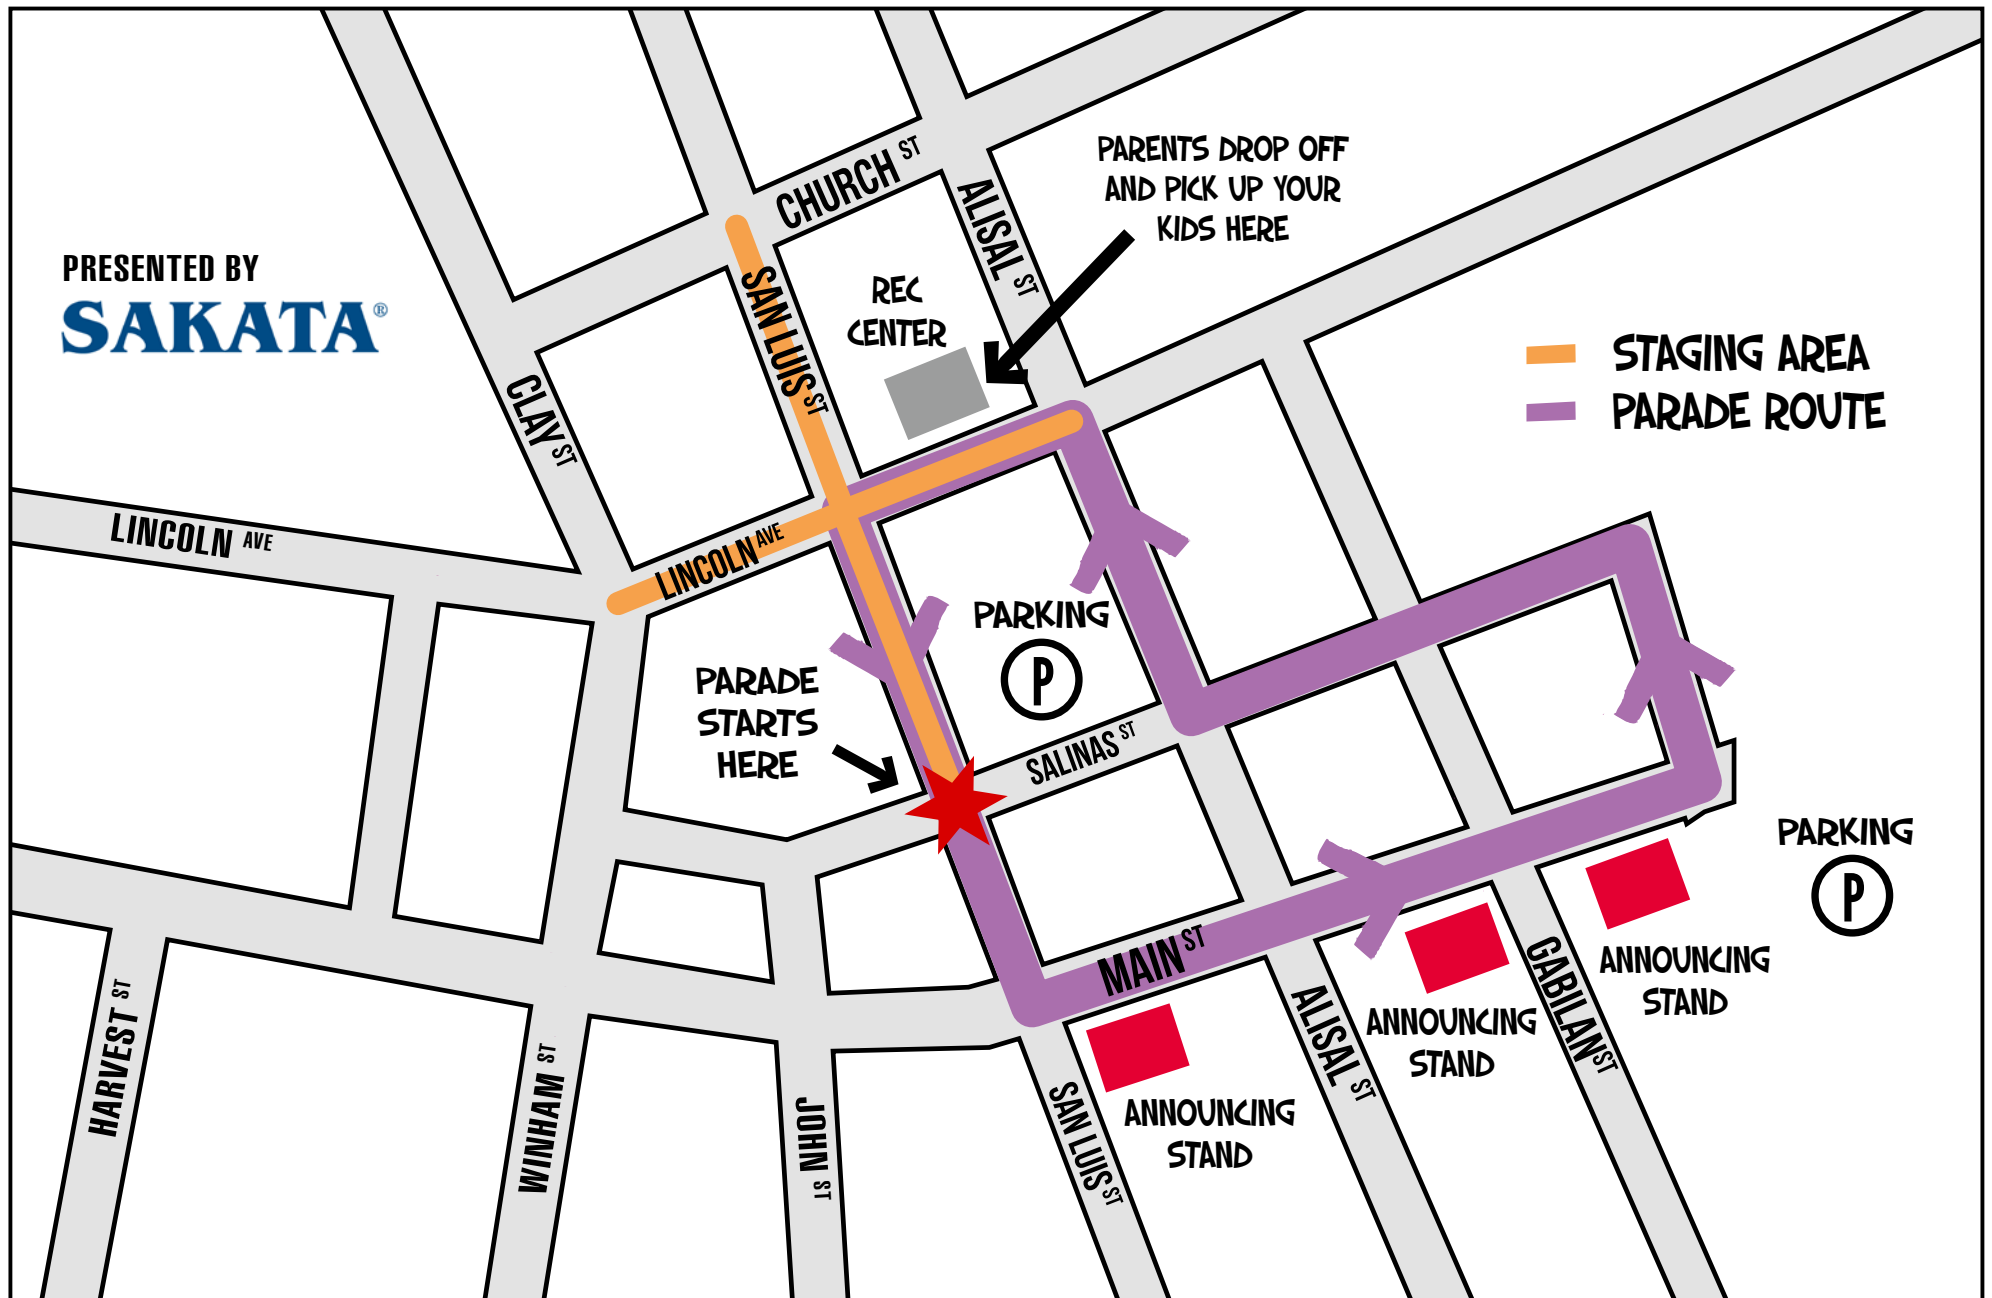 CHURCH ST
ALISAL ST
PARENTS DROP OFF
AND PICK UP YOUR
KIDS HERE
PRESENTED BY
SAKATA®
SAN LUIS ST
REC
CENTER
CLAY ST
STAGING AREA
PARADE ROUTE
LINCOLN AVE
LINCOLN AVE
PARKING
P
PARADE
STARTS
HERE
SALINAS ST
PARKING
P
MAIN ST
ANNOUNCING
STAND
ANNOUNCING
STAND
ANNOUNCING
STAND
GABILAN ST
ALISAL ST
SAN LUIS ST
HARVEST ST
WINHAM ST
JOHN ST